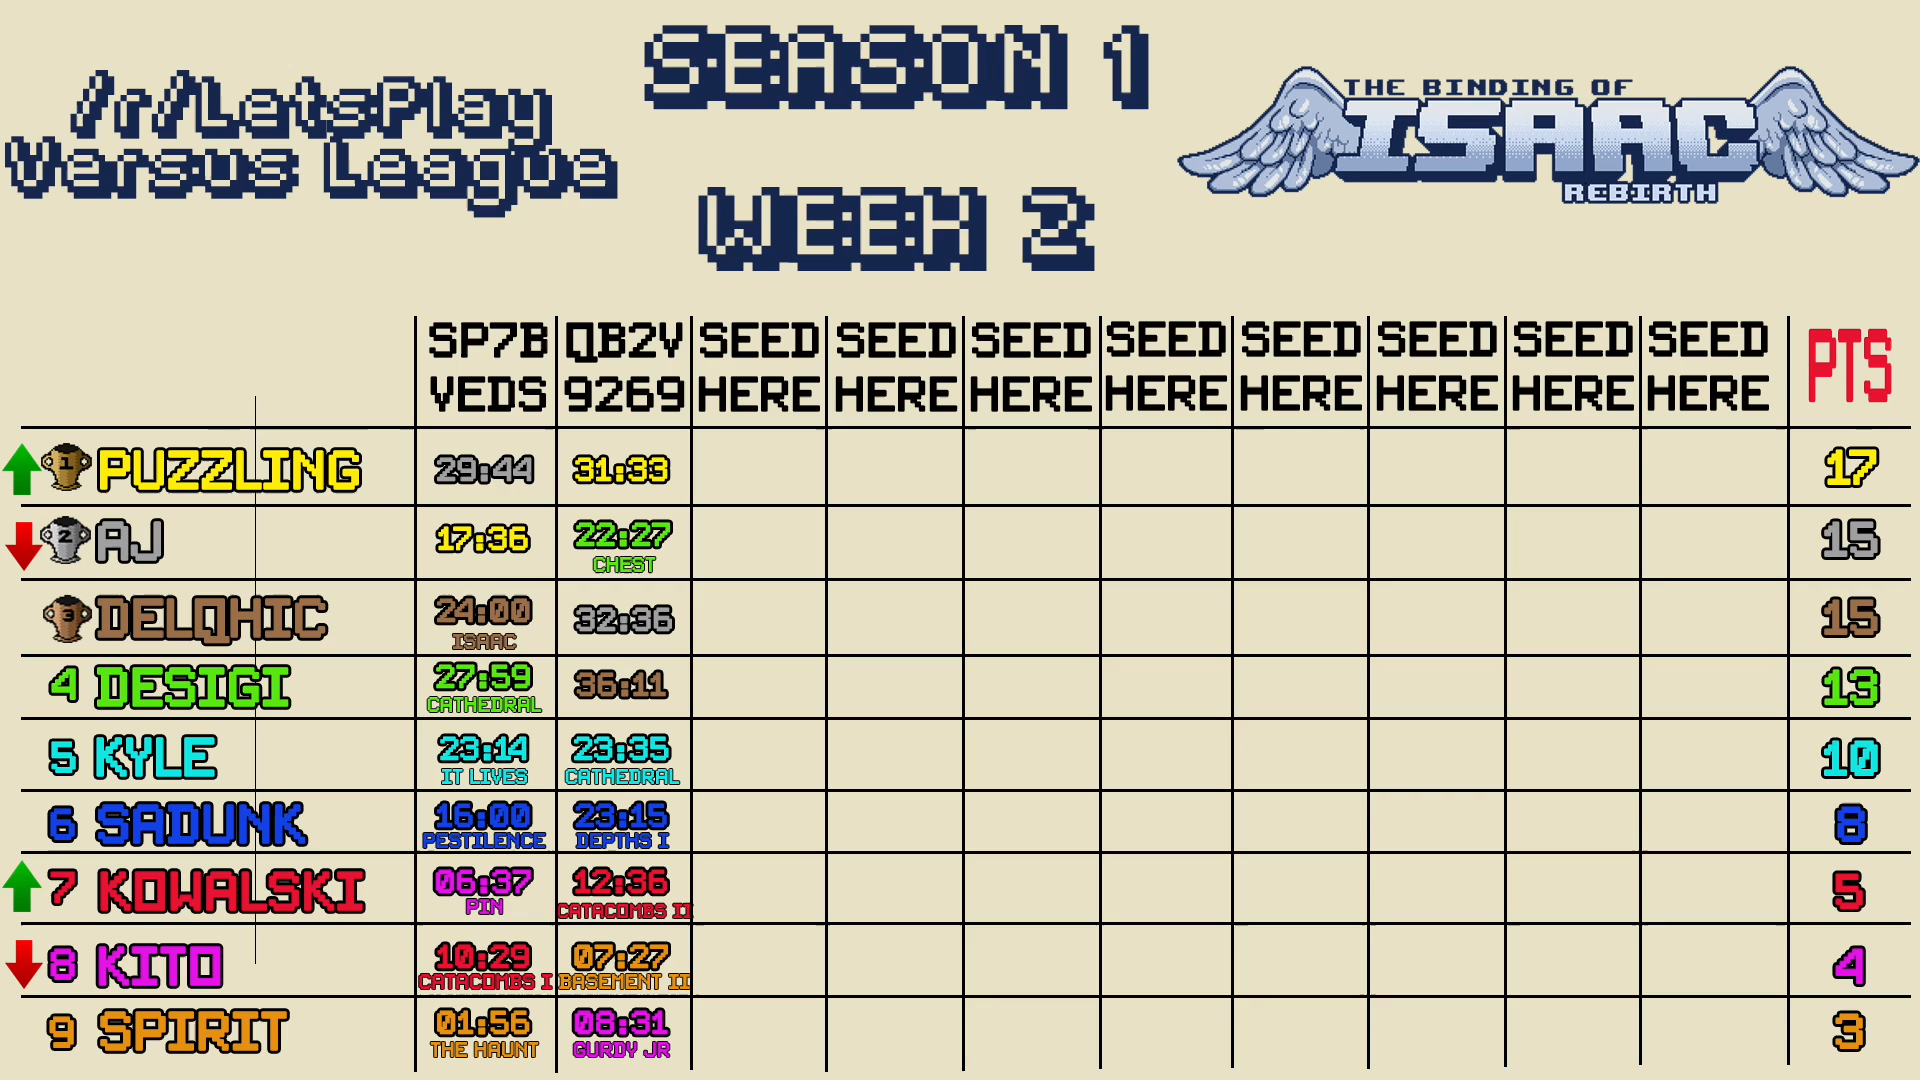 /r/LetsPlay
Versus League
SEASON 1
WEEK 2
THE BINDING OF
ISAAC
REBIRTH
SP7B QB2V SEED SEED SEED SEED SEED SEED SEED SEED PTS
VEDS 9269 HERE HERE HERE HERE HERE HERE HERE HERE
1 PUZZLING 29:44 31:33 17
2 AJ 17:36 22:27 15
CHEST
3 DELQHIC 24:00 32:36 15
ISAAC
4 DESIGI 27:59 36:11 13
CATHEDRAL
5 KYLE 23:14 23:35 10
IT LIVES CATHEDRAL
6 SADUNK 16:00 23:15 8
PESTILENCE DEPTHS I
7 KOWALSKI 06:37 12:36 5
PIN CATACOMBS II
8 KITO 10:29 07:27 4
CATACOMBS I BASEMENT II
9 SPIRIT 01:56 08:31 3
THE HAUNT GURDY JR